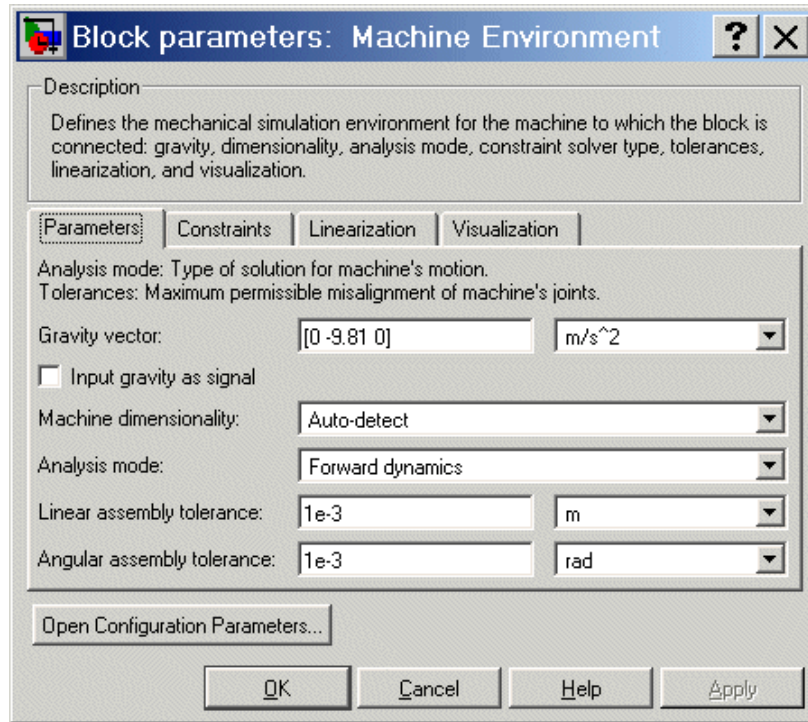 Block parameters: Machine Environment
Description
Defines the mechanical simulation environment for the machine to which the block is
connected: gravity, dimensionality, analysis mode, constraint solver type, tolerances,
linearization, and visualization.
Parameters Constraints Linearization Visualization
Analysis mode: Type of solution for machine's motion.
Tolerances: Maximum permissible misalignment of machine's joints.
Gravity vector: [0 -9.81 0] m/s^2
Input gravity as signal
Machine dimensionality: Auto-detect
Analysis mode: Forward dynamics
Linear assembly tolerance: 1e-3 m
Angular assembly tolerance: 1e-3 rad
Open Configuration Parameters...
OK Cancel Help Apply